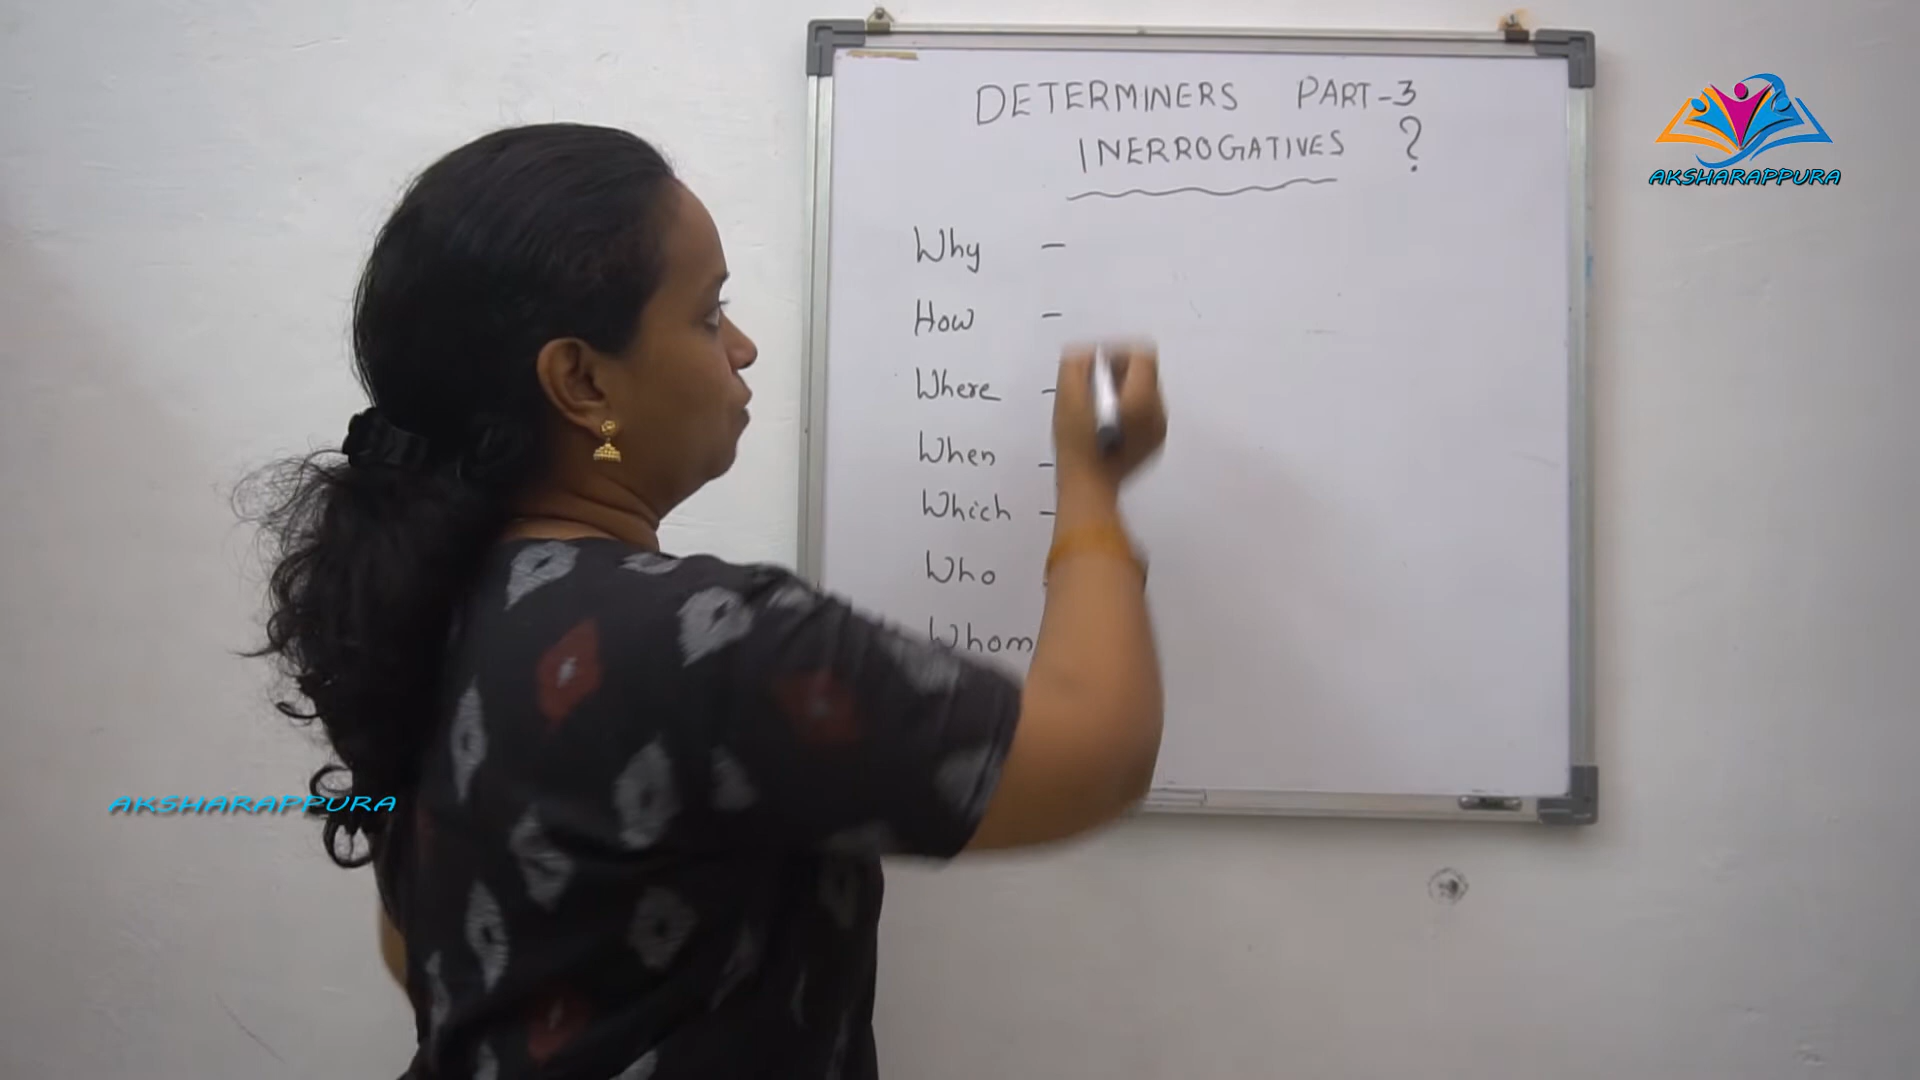 DETERMINERS PART-3
INERROGATIVES ?
Why -
How -
Where -
When -
Which -
Who
Whom
AKSHARAPPURA
AKSHARAPPURA